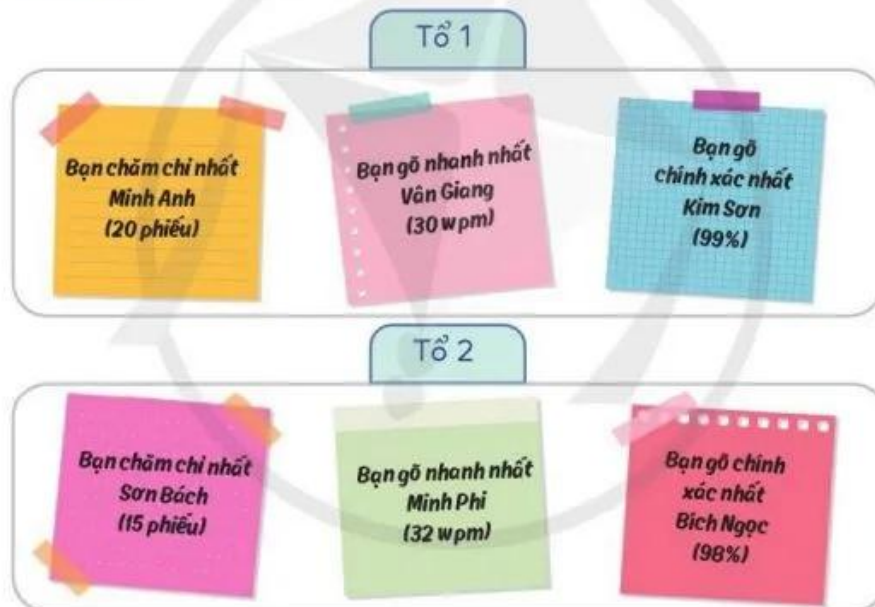 Tổ 1
Bạn chăm chỉ nhất
Minh Anh
(20 phiếu)
Bạn gõ nhanh nhất
Vân Giang
(30 wpm)
Bạn gõ
chính xác nhất
Kim Sơn
(99%)
Tổ 2
Bạn chăm chỉ nhất
Sơn Bách
(15 phiếu)
Bạn gõ nhanh nhất
Minh Phi
(32 wpm)
Bạn gõ chính
xác nhất
Bích Ngọc
(98%)